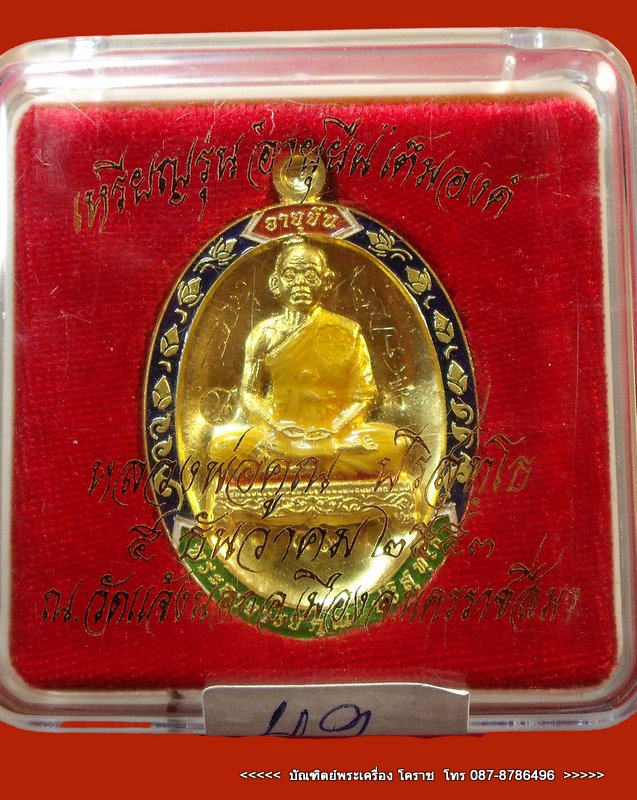 เหรียญรุ่น อายุยืน เต็มองค์
อายุยืน
หลวงพ่อคูณ ปริสุทฺโธ
๕ ธันวาคม ๒๕๕๓
ณ.วัดแจ้งนอก อ.เมือง จ.นครราชสีมา
<<<<< บัณฑิตย์พระเครื่อง โคราช โทร 087-8786496 >>>>>